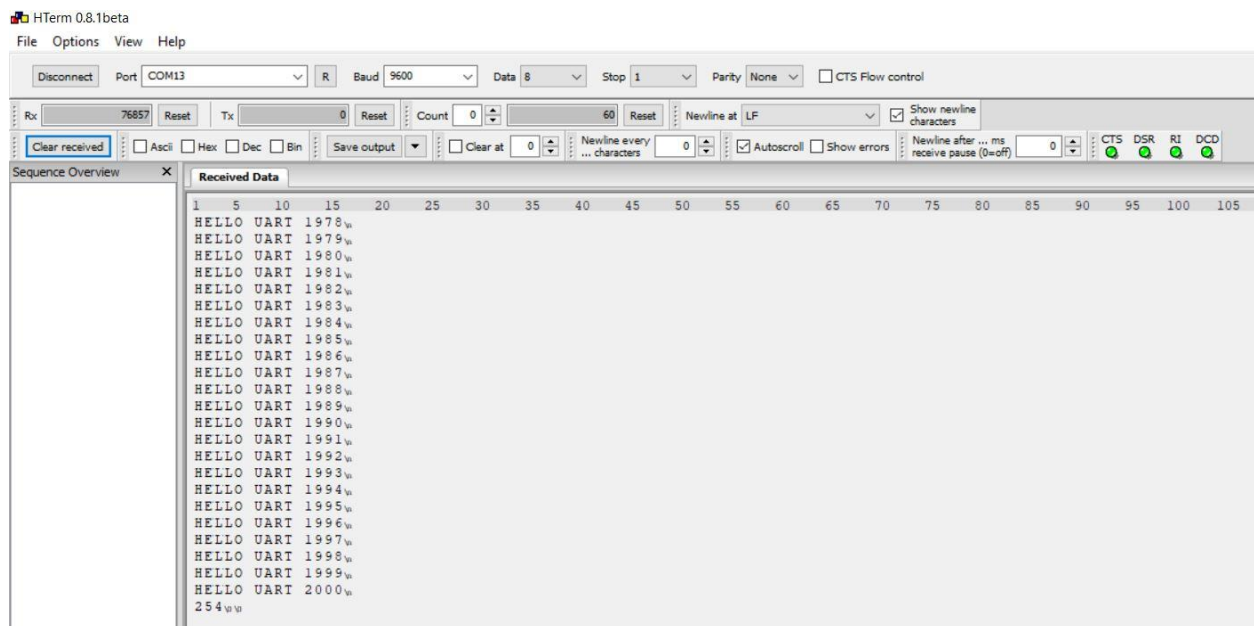 HTerm 0.8.1beta
File Options View Help
Disconnect Port COM13 R Baud 9600 Data 8 Stop 1 Parity None CTS Flow control
Rx 76857 Reset Tx 0 Reset Count 0 60 Reset Newline at LF Show newline characters
Clear received Ascii Hex Dec Bin Save output Clear at 0 Newline every ... characters 0 Autoscroll Show errors Newline after ... ms receive pause (0=off) 0 CTS DSR RI DCD
Sequence Overview X Received Data
1 5 10 15 20 25 30 35 40 45 50 55 60 65 70 75 80 85 90 95 100 105
HELLO UART 1978\n
HELLO UART 1979\n
HELLO UART 1980\n
HELLO UART 1981\n
HELLO UART 1982\n
HELLO UART 1983\n
HELLO UART 1984\n
HELLO UART 1985\n
HELLO UART 1986\n
HELLO UART 1987\n
HELLO UART 1988\n
HELLO UART 1989\n
HELLO UART 1990\n
HELLO UART 1991\n
HELLO UART 1992\n
HELLO UART 1993\n
HELLO UART 1994\n
HELLO UART 1995\n
HELLO UART 1996\n
HELLO UART 1997\n
HELLO UART 1998\n
HELLO UART 1999\n
HELLO UART 2000\n
254\n\n